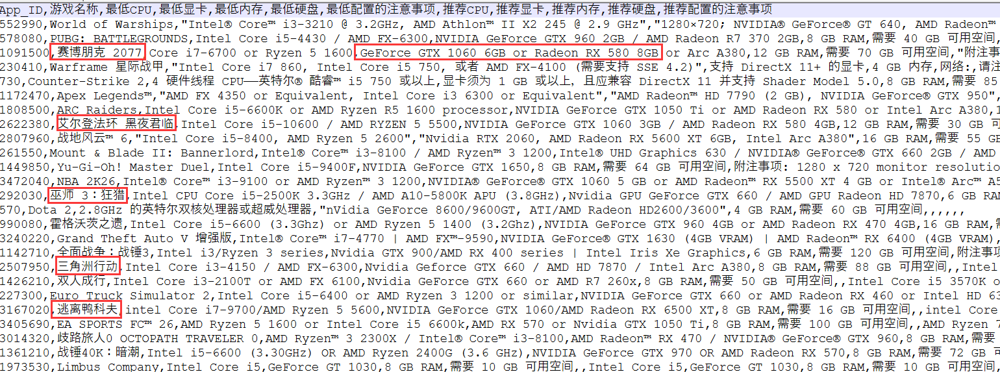 App_ID,游戏名称,最低CPU,最低显卡,最低内存,最低硬盘,最低配置的注意事项,推荐CPU,推荐显卡,推荐内存,推荐硬盘,推荐配置的注意事项
552990,World of Warships,"Intel® Core™ i3-3210 @ 3.2GHz, AMD Athlon™ II X2 245 @ 2.9 GHz","1280×720; NVIDIA® GeForce® GT 640, AMD Radeon™
578080,PUBG: BATTLEGROUNDS,Intel Core i5-4430 / AMD FX-6300,NVIDIA GeForce GTX 960 2GB / AMD Radeon R7 370 2GB,8 GB RAM,需要 40 GB 可用空间,
1091500,赛博朋克 2077,Core i7-6700 or Ryzen 5 1600,GeForce GTX 1060 6GB or Radeon RX 580 8GB or Arc A380,12 GB RAM,需要 70 GB 可用空间,"附注事
230410,Warframe 星际战甲,"Intel Core i7 860, Intel Core i5 750, 或者 AMD FX-4100 (需要支持 SSE 4.2)",支持 DirectX 11+ 的显卡,4 GB 内存,网络:,请注
730,Counter-Strike 2,4 硬件线程 CPU——英特尔® 酷睿™ i5 750 或以上,显卡须为 1 GB 或以上, 且应兼容 DirectX 11 并支持 Shader Model 5.0,8 GB RAM,需要 85
1172470,Apex Legends™,"AMD FX 4350 or Equivalent, Intel Core i3 6300 or Equivalent","AMD Radeon™ HD 7790 (2 GB), NVIDIA GeForce® GTX 950",
1808500,ARC Raiders,Intel Core i5-6600K or AMD Ryzen R5 1600 processor,NVIDIA GeForce GTX 1050 Ti or AMD Radeon RX 580 or Intel Arc A380,1
2622380,艾尔登法环 黑夜君临,Intel Core i5-10600 / AMD RYZEN 5 5500,NVIDIA GeForce GTX 1060 3GB / AMD Radeon RX 580 4GB,12 GB RAM,需要 30 GB 可
2807960,战地风云™ 6,"Intel Core i5-8400, AMD Ryzen 5 2600","Nvidia RTX 2060, AMD Radeon RX 5600 XT 6GB, Intel Arc A380",16 GB RAM,需要 55 GB
261550,Mount & Blade II: Bannerlord,Intel® Core™ i3-8100 / AMD Ryzen™ 3 1200,Intel® UHD Graphics 630 / NVIDIA® GeForce® GTX 660 2GB / AMD
1449850,Yu-Gi-Oh! Master Duel,Intel Core i5-9400F,NVIDIA GeForce GTX 1650,8 GB RAM,需要 64 GB 可用空间,附注事项: 1280 x 720 monitor resolutio
3472040,NBA 2K26,Intel® Core™ i3-9100 or AMD Ryzen™ 3 1200,NVIDIA® GeForce® GTX 1060 5 GB or AMD Radeon™ RX 5500 XT 4 GB or Intel® Arc™ A5
292030,巫师 3：狂猎,Intel CPU Core i5-2500K 3.3GHz / AMD A10-5800K APU (3.8GHz),Nvidia GPU GeForce GTX 660 / AMD GPU Radeon HD 7870,6 GB RAM
570,Dota 2,2.8GHz 的英特尔双核处理器或超威处理器,"nVidia GeForce 8600/9600GT, ATI/AMD Radeon HD2600/3600",4 GB RAM,需要 60 GB 可用空间,,,,,,
990080,霍格沃茨之遗,Intel Core i5-6600 (3.3Ghz) or AMD Ryzen 5 1400 (3.2Ghz),NVIDIA GeForce GTX 960 4GB or AMD Radeon RX 470 4GB,16 GB RAM,需
3240220,Grand Theft Auto V 增强版,Intel® Core™ i7-4770 | AMD FX™-9590,NVIDIA GeForce® GTX 1630 (4GB VRAM) | AMD Radeon™ RX 6400 (4GB VRAM),
1142710,全面战争：战锤3,Intel i3/Ryzen 3 series,Nvidia GTX 900/AMD RX 400 series | Intel Iris Xe Graphics,6 GB RAM,需要 120 GB 可用空间,附注事项
2507950,三角洲行动,Intel Core i3-4150 / AMD FX-6300,Nvidia Geforce GTX 660 / AMD HD 7870 / Intel Arc A380,8 GB RAM,需要 88 GB 可用空间,,Intel
1426210,双人成行,Intel Core i3-2100T or AMD FX 6100,Nvidia GeForce GTX 660 or AMD R7 260x,8 GB RAM,需要 50 GB 可用空间,,Intel Core i5 3570K o
227300,Euro Truck Simulator 2,Intel Core i5-6400 or AMD Ryzen 3 1200 or similar,NVIDIA GeForce GTX 660 or AMD Radeon RX 460 or Intel HD 63
3167020,逃离鸭科夫,intel Core i7-9700/AMD Ryzen 5 5600,NVIDIA GeForce GTX 1060/AMD Radeon RX 6500 XT,8 GB RAM,需要 16 GB 可用空间,,intel Core
3405690,EA SPORTS FC™ 26,AMD Ryzen 5 1600 or Intel Core i5 6600k,AMD RX 570 or Nvidia GTX 1050 Ti,8 GB RAM,需要 100 GB 可用空间,,AMD Ryzen 7
3014320,歧路旅人0 OCTOPATH TRAVELER 0,AMD Ryzen™ 3 2300X / Intel® Core™ i3-8100,AMD Radeon™ RX 470 / NVIDIA® GeForce® GTX 960,8 GB RAM,需要
1361210,战锤40K：暗潮,Intel i5-6600 (3.30GHz) OR AMD Ryzen 2400G (3.6 GHz),NVIDIA GeForce GTX 970 OR AMD Radeon RX 570,8 GB RAM,需要 72 GB 可
1973530,Limbus Company,Intel Core i5,GeForce GT 1030,8 GB RAM,需要 10 GB 可用空间,,Intel Core i5,GeForce GT 1030,8 GB RAM,需要 10 GB 可用空间,